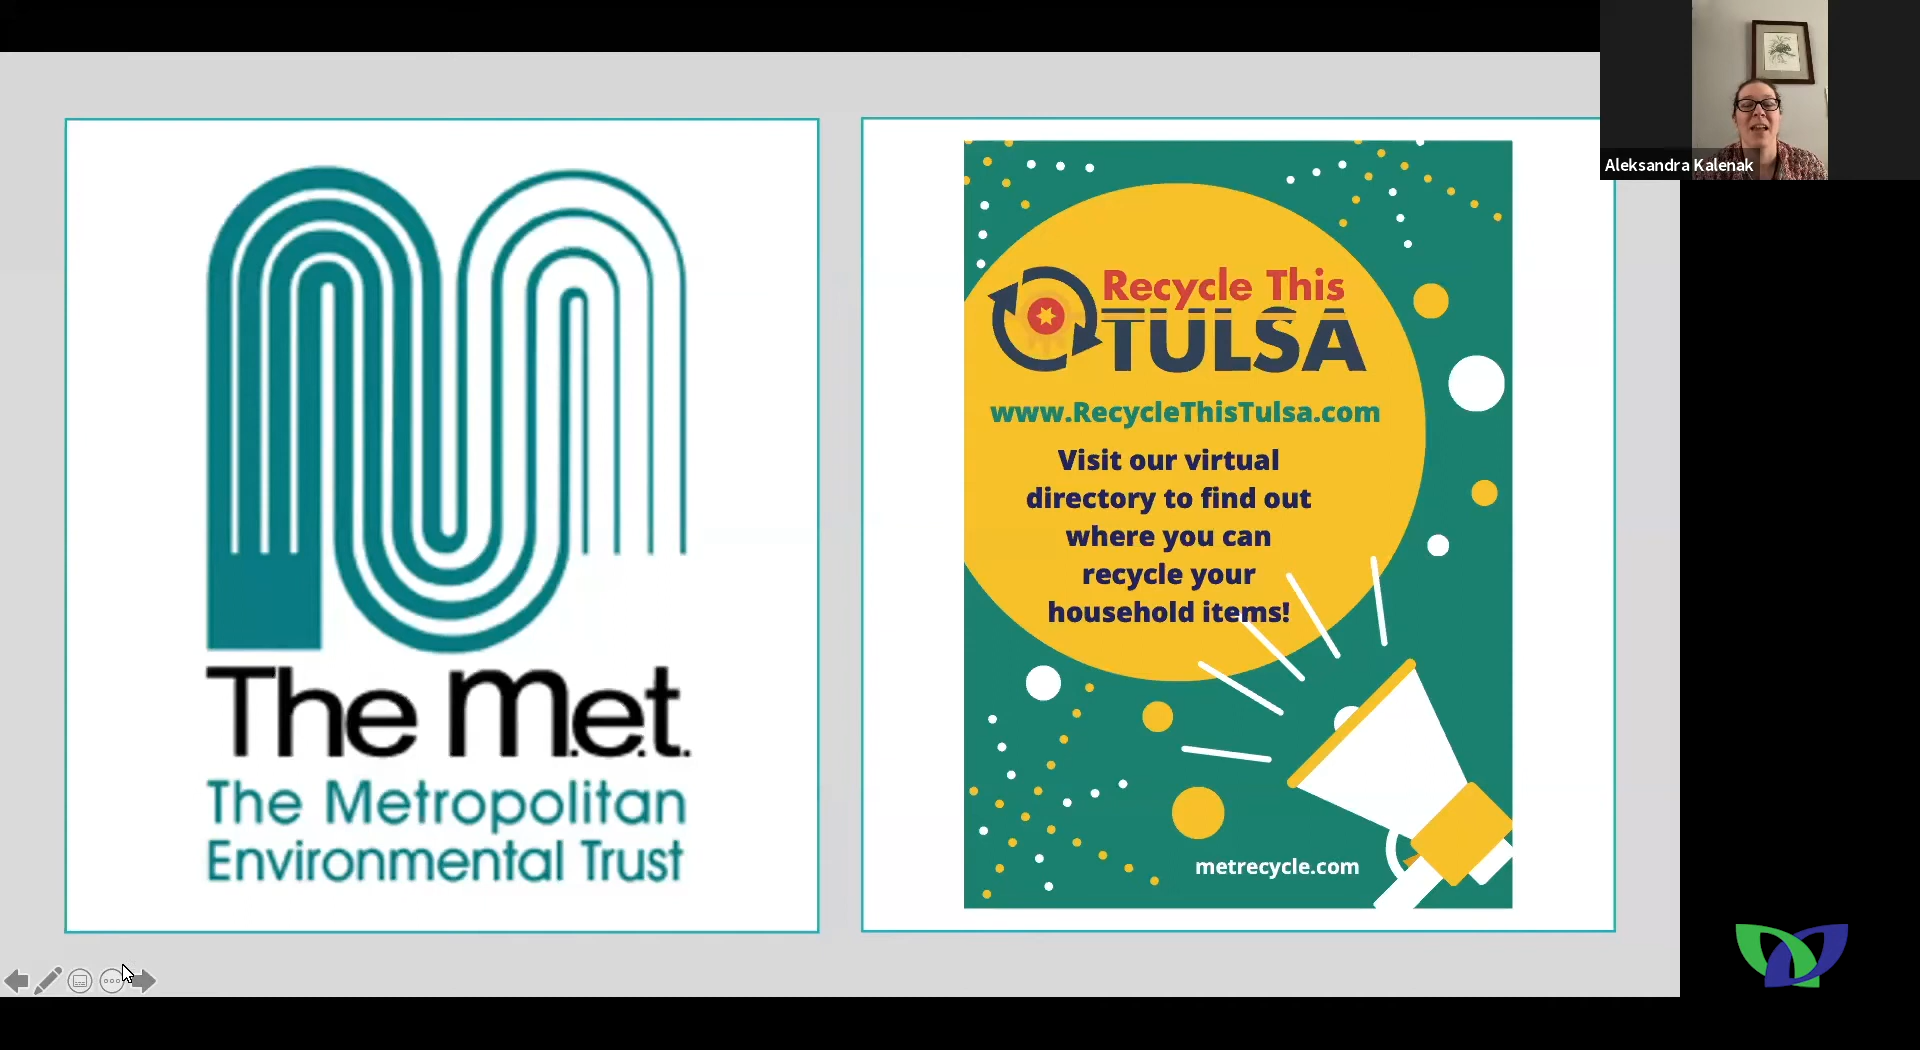 The m.e.t.
The Metropolitan
Environmental Trust
Recycle This
TULSA
www.RecycleThisTulsa.com
Visit our virtual
directory to find out
where you can
recycle your
household items!
metrecycle.com
Aleksandra Kalenak